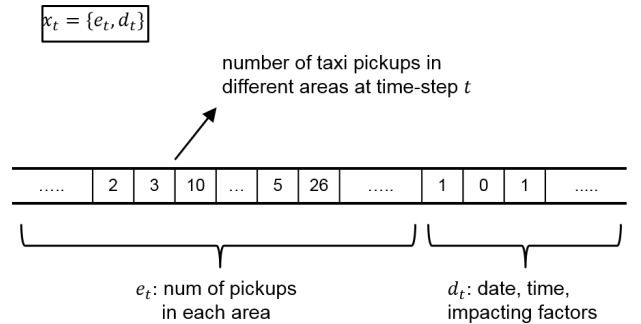 x_t = {e_t, d_t}
number of taxi pickups in
different areas at time-step t
..... 2 3 10 ... 5 26 ..... 1 0 1 .....
e_t: num of pickups
in each area
d_t: date, time,
impacting factors